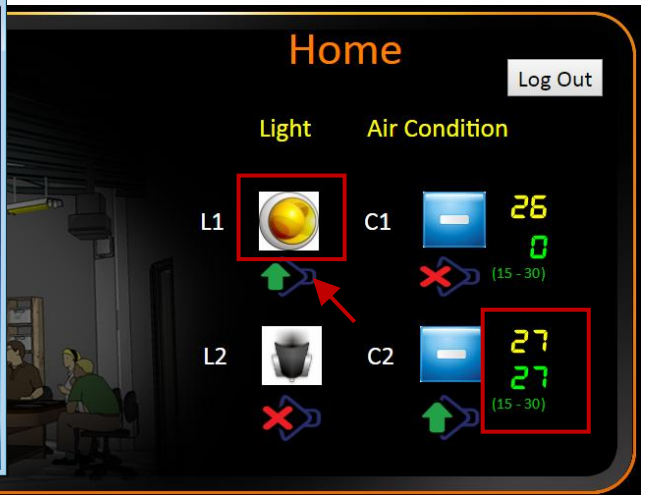 Home
Log Out
Light Air Condition
L1 C1 26
0
(15 - 30)
L2 C2 27
27
(15 - 30)